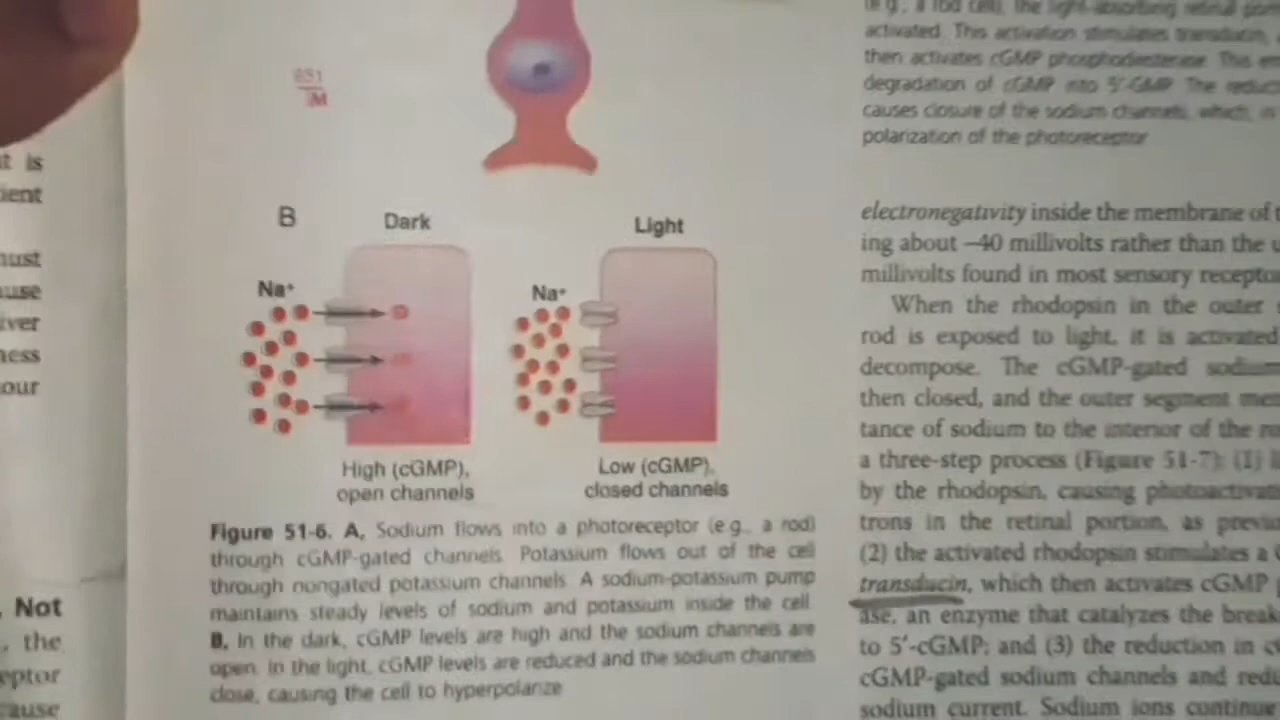 t is
ient
nust
ause
iver
ness
our
. Not
, the
eptor
cause
B
Dark
Light
Na⁺
Na⁺
High (cGMP),
open channels
Low (cGMP),
closed channels
Figure 51-6. A, Sodium flows into a photoreceptor (e.g., a rod)
through cGMP-gated channels. Potassium flows out of the cell
through nongated potassium channels. A sodium-potassium pump
maintains steady levels of sodium and potassium inside the cell.
B, In the dark, cGMP levels are high and the sodium channels are
open. In the light, cGMP levels are reduced and the sodium channels
close, causing the cell to hyperpolarize
(e.g., a rod cell), the light-absorbing retinal
activated. This activation stimulates transducin,
then activates cGMP phosphodiesterase. This
degradation of cGMP into 5'-GMP. The
causes closure of the sodium channels, which, in
polarization of the photoreceptor
electronegativity inside the membrane of
ing about −40 millivolts rather than the
millivolts found in most sensory
When the rhodopsin in the outer
rod is exposed to light, it is activated
decompose. The cGMP-gated sodium
then closed, and the outer segment
tance of sodium to the interior of the
a three-step process (Figure 51-7): (1)
by the rhodopsin, causing
trons in the retinal portion, as
(2) the activated rhodopsin stimulates a
transducin, which then activates cGMP
ase, an enzyme that catalyzes the
to 5'-cGMP; and (3) the reduction in
cGMP-gated sodium channels and
sodium current. Sodium ions continue